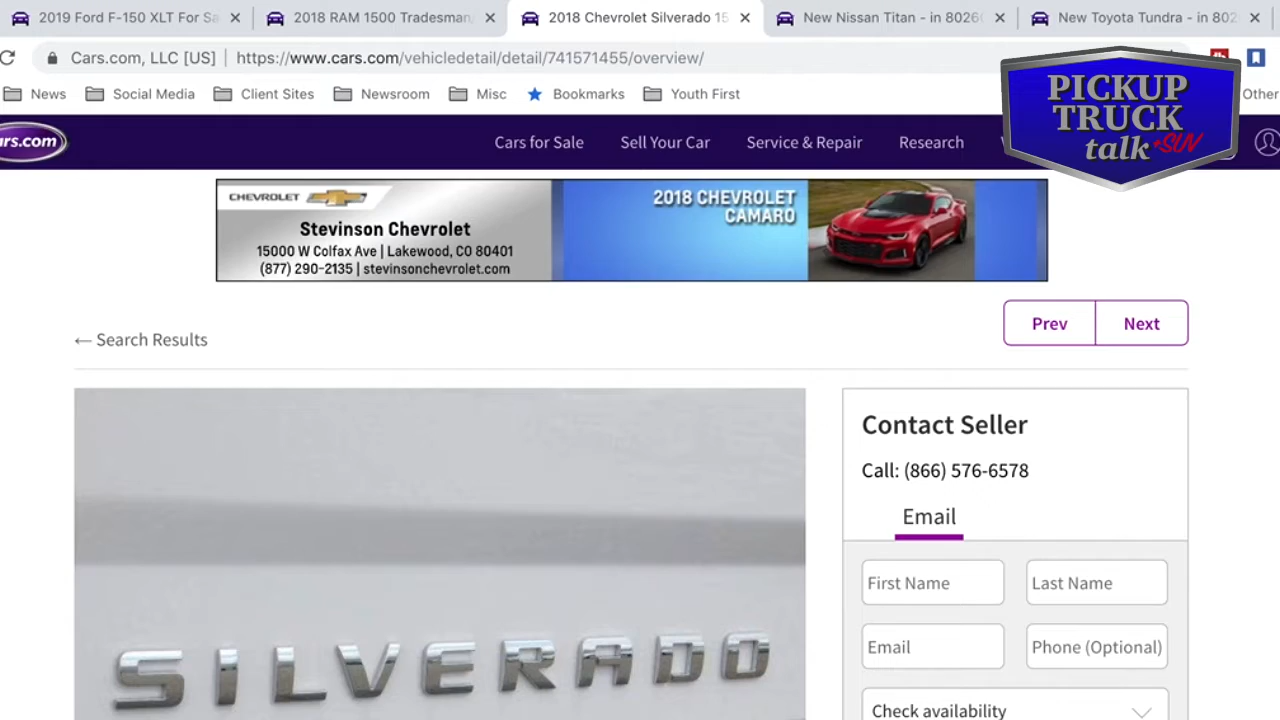 2019 Ford F-150 XLT For Sa
2018 RAM 1500 Tradesman,
2018 Chevrolet Silverado 15
New Nissan Titan - in 8026
New Toyota Tundra - in 802
Cars.com, LLC [US] | https://www.cars.com/vehicledetail/detail/741571455/overview/
News
Social Media
Client Sites
Newsroom
Misc
Bookmarks
Youth First
Other
PICKUP
TRUCK
talk +SUV
ars.com
Cars for Sale
Sell Your Car
Service & Repair
Research
CHEVROLET
Stevinson Chevrolet
15000 W Colfax Ave | Lakewood, CO 80401
(877) 290-2135 | stevinsonchevrolet.com
2018 CHEVROLET
CAMARO
← Search Results
Prev
Next
SILVERADO
Contact Seller
Call: (866) 576-6578
Email
First Name
Last Name
Email
Phone (Optional)
Check availability